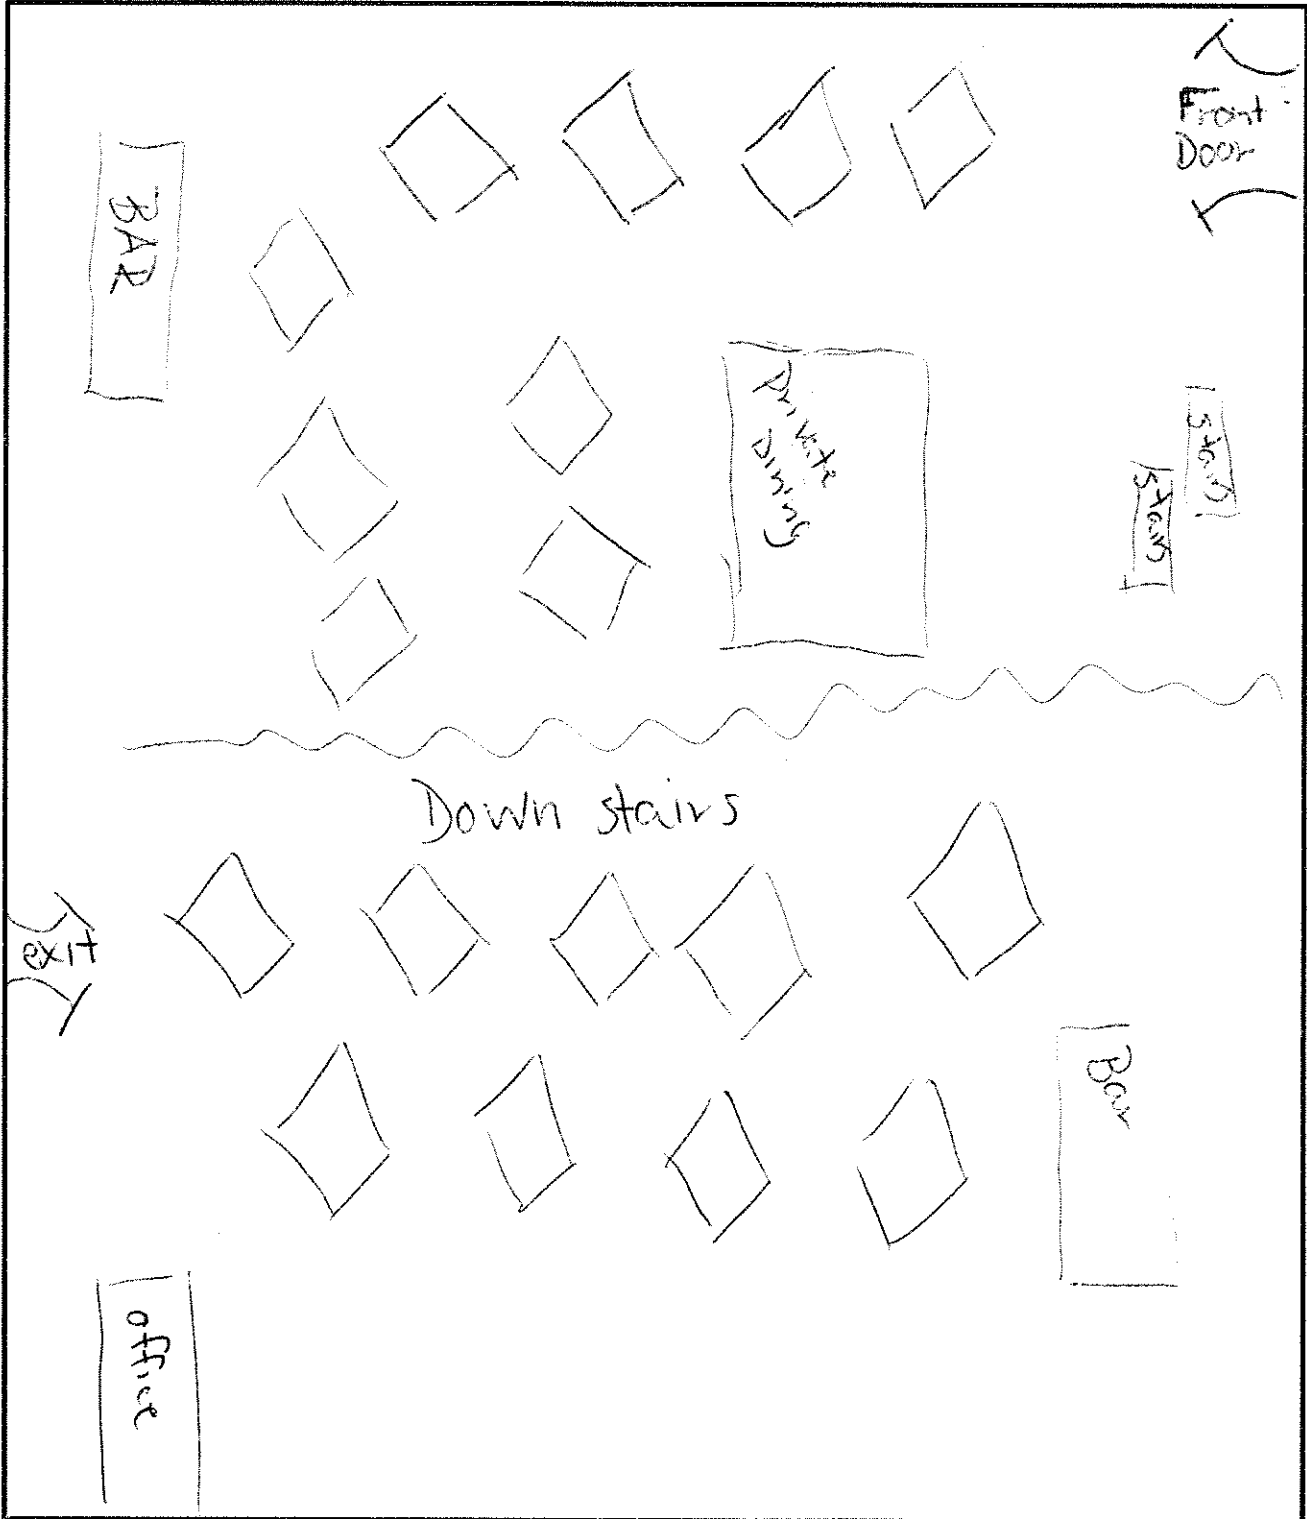 Front
Door
BAR
Private
Dining
stairs
stairs
Down stairs
exit
Bar
office